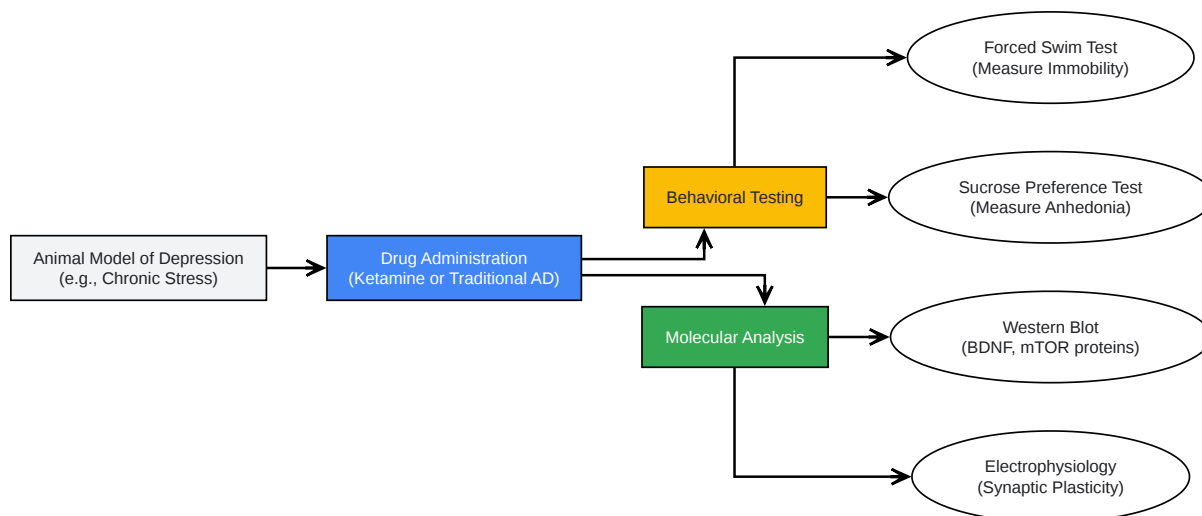 Forced Swim Test
(Measure Immobility)
Behavioral Testing
Sucrose Preference Test
(Measure Anhedonia)
Animal Model of Depression
(e.g., Chronic Stress)
Drug Administration
(Ketamine or Traditional AD)
Molecular Analysis
Western Blot
(BDNF, mTOR proteins)
Electrophysiology
(Synaptic Plasticity)